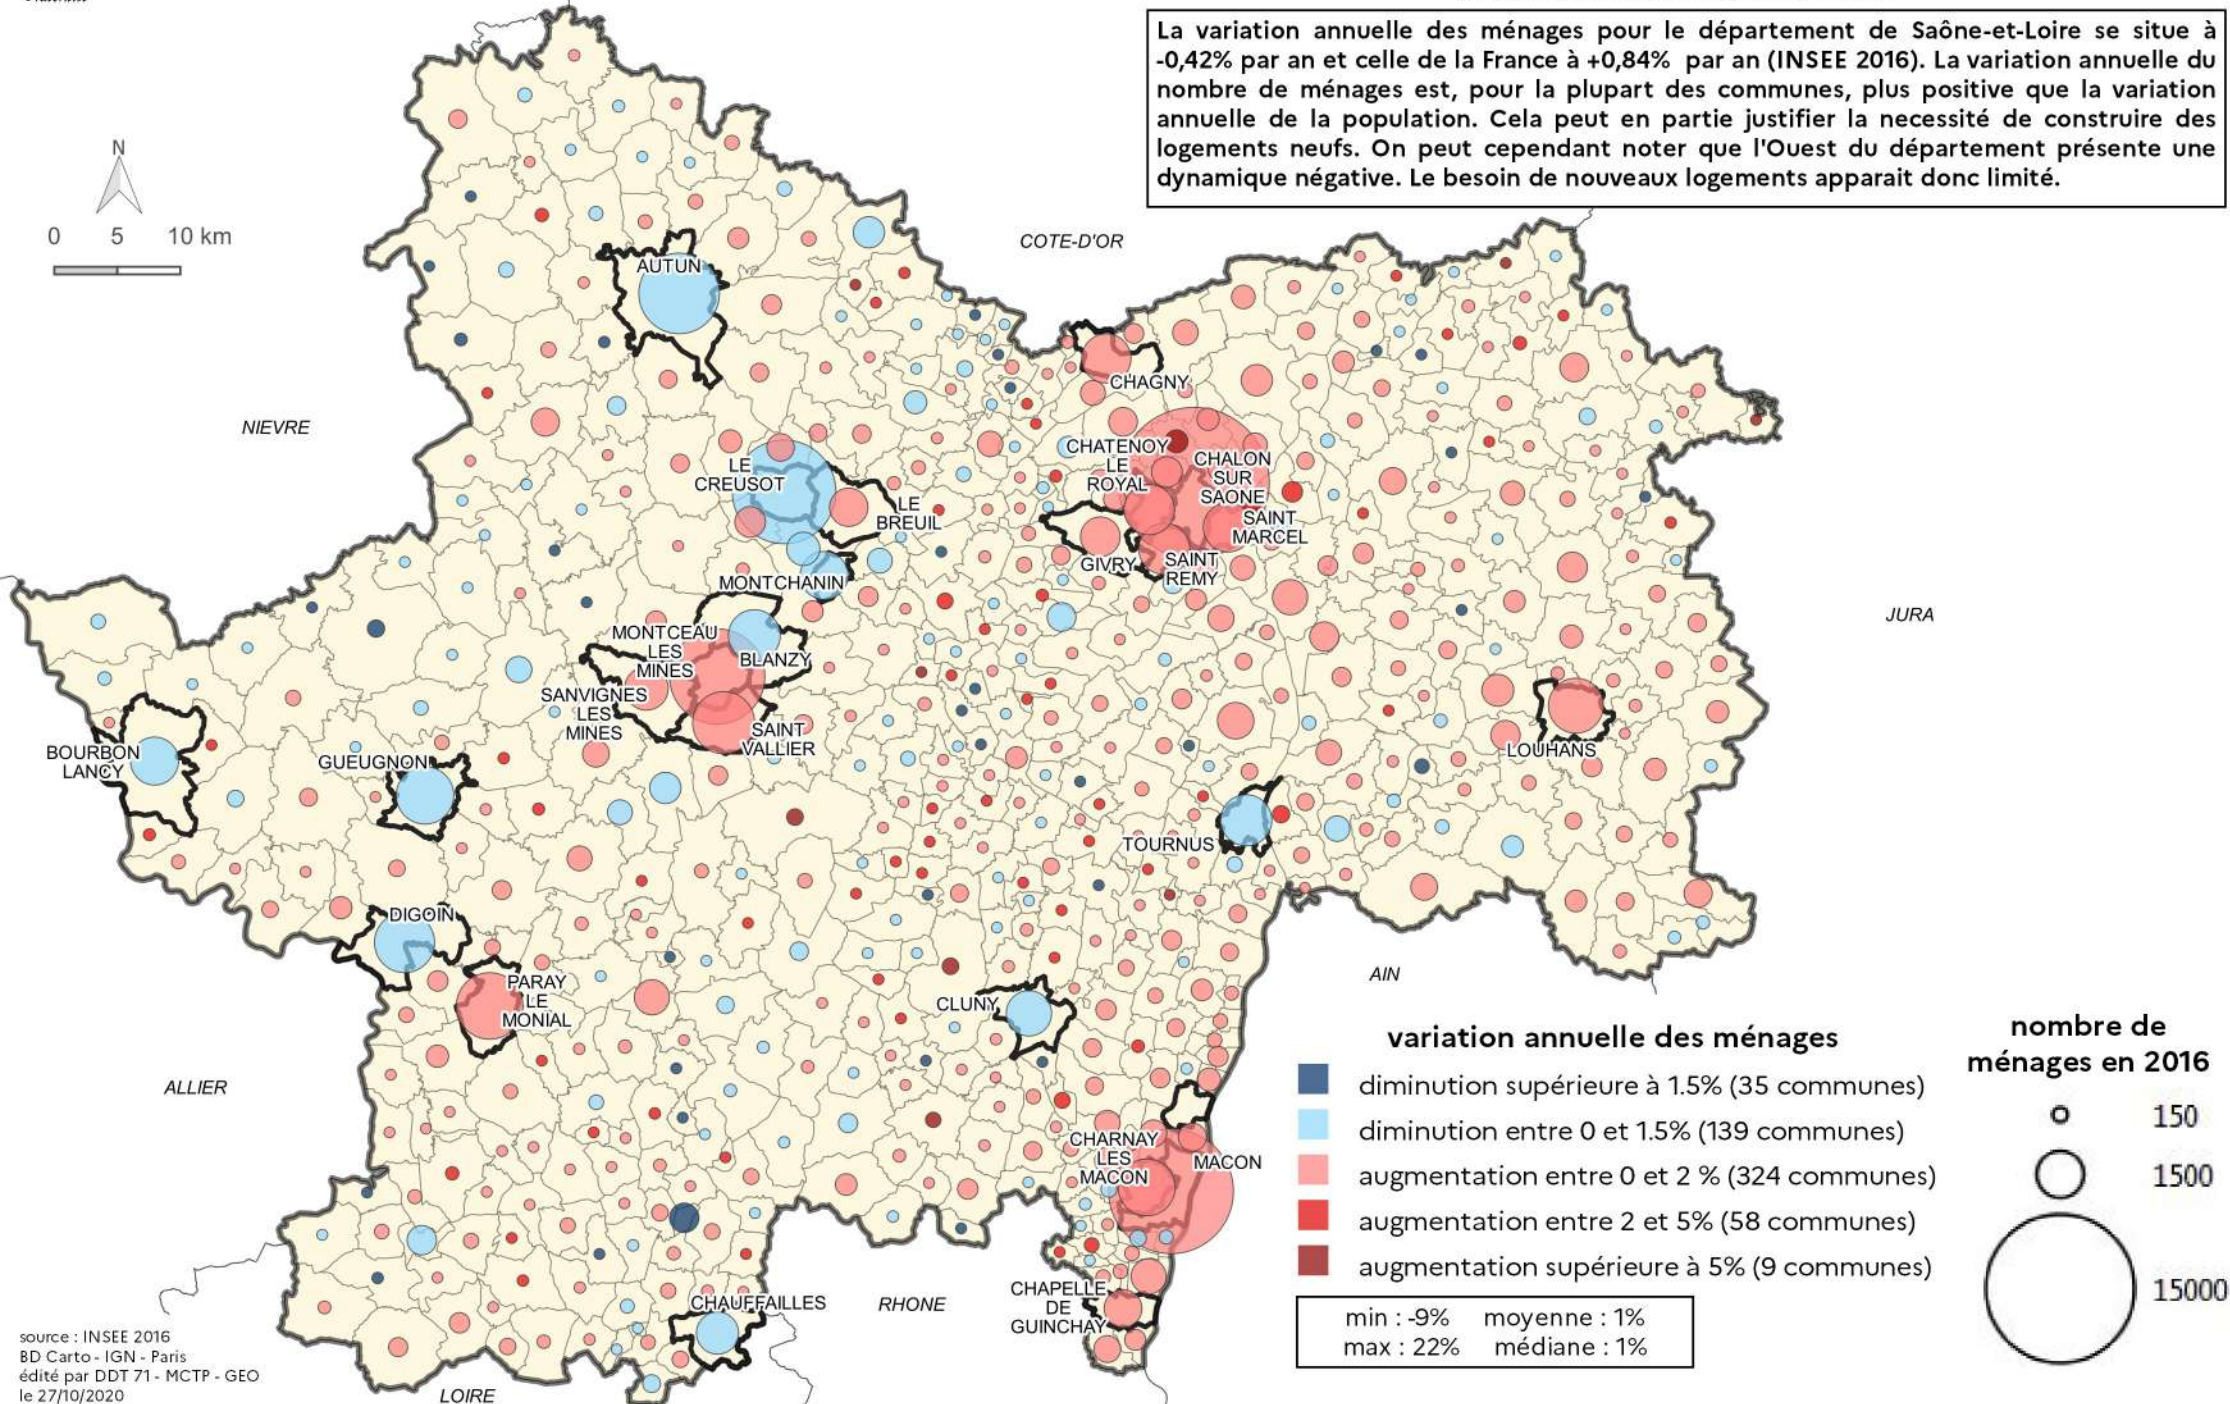 La variation annuelle des ménages pour le département de Saône-et-Loire se situe à
-0,42% par an et celle de la France à +0,84% par an (INSEE 2016). La variation annuelle du
nombre de ménages est, pour la plupart des communes, plus positive que la variation
annuelle de la population. Cela peut en partie justifier la necessité de construire des
logements neufs. On peut cependant noter que l'Ouest du département présente une
dynamique négative. Le besoin de nouveaux logements apparait donc limité.
N
0 5 10 km
COTE-D'OR
AUTUN
CHAGNY
NIEVRE
CHATENOY
LE
ROYAL
CHALON
SUR
SAONE
LE
CREUSOT
LE
BREUIL
SAINT
MARCEL
GIVRY
SAINT
REMY
MONTCHANIN
JURA
MONTCEAU
LES
MINES
BLANZY
SANVIGNES
LES
MINES
SAINT
VALLIER
BOURBON
LANCY
GUEUGNON
LOUHANS
TOURNUS
DIGOIN
PARAY
LE
MONIAL
AIN
CLUNY
ALLIER
CHARNAY
LES
MACON
MACON
CHAPELLE
DE
GUINCHAY
CHAUFFAILLES
RHONE
LOIRE
variation annuelle des ménages
diminution supérieure à 1.5% (35 communes)
diminution entre 0 et 1.5% (139 communes)
augmentation entre 0 et 2 % (324 communes)
augmentation entre 2 et 5% (58 communes)
augmentation supérieure à 5% (9 communes)
min : -9% moyenne : 1%
max : 22% médiane : 1%
nombre de
ménages en 2016
150
1500
15000
source : INSEE 2016
BD Carto - IGN - Paris
édité par DDT 71 - MCTP - GEO
le 27/10/2020